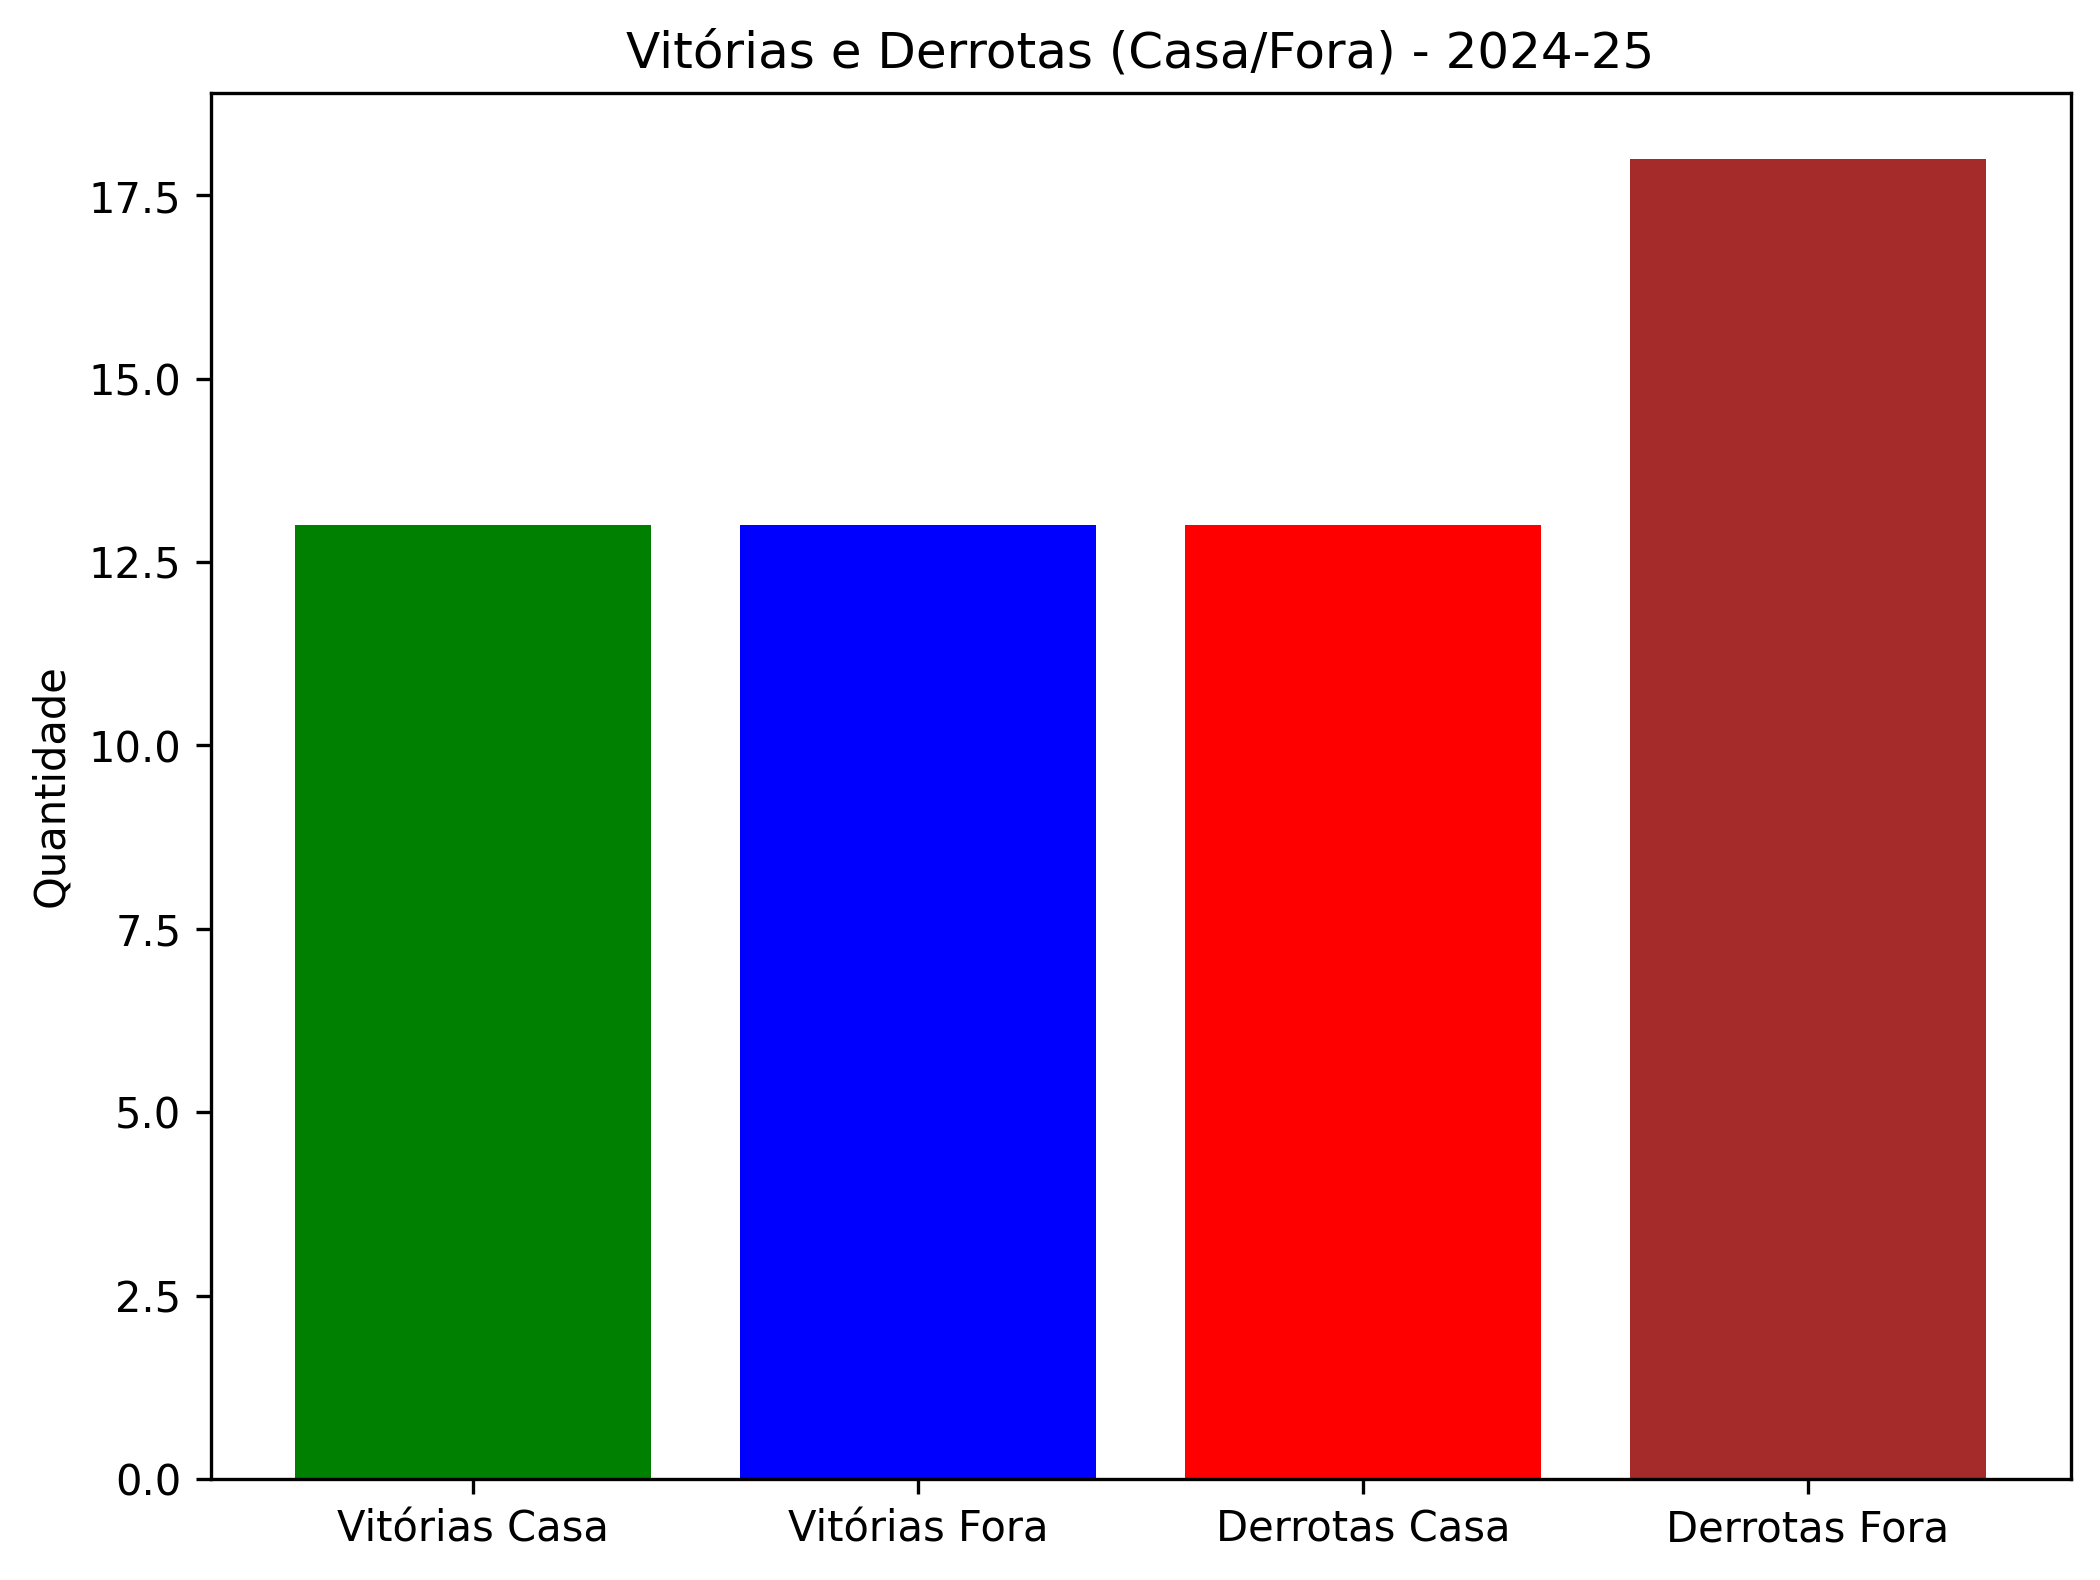 Vitórias e Derrotas (Casa/Fora) - 2024-25
Quantidade
17.5
15.0
12.5
10.0
7.5
5.0
2.5
0.0
Vitórias Casa
Vitórias Fora
Derrotas Casa
Derrotas Fora